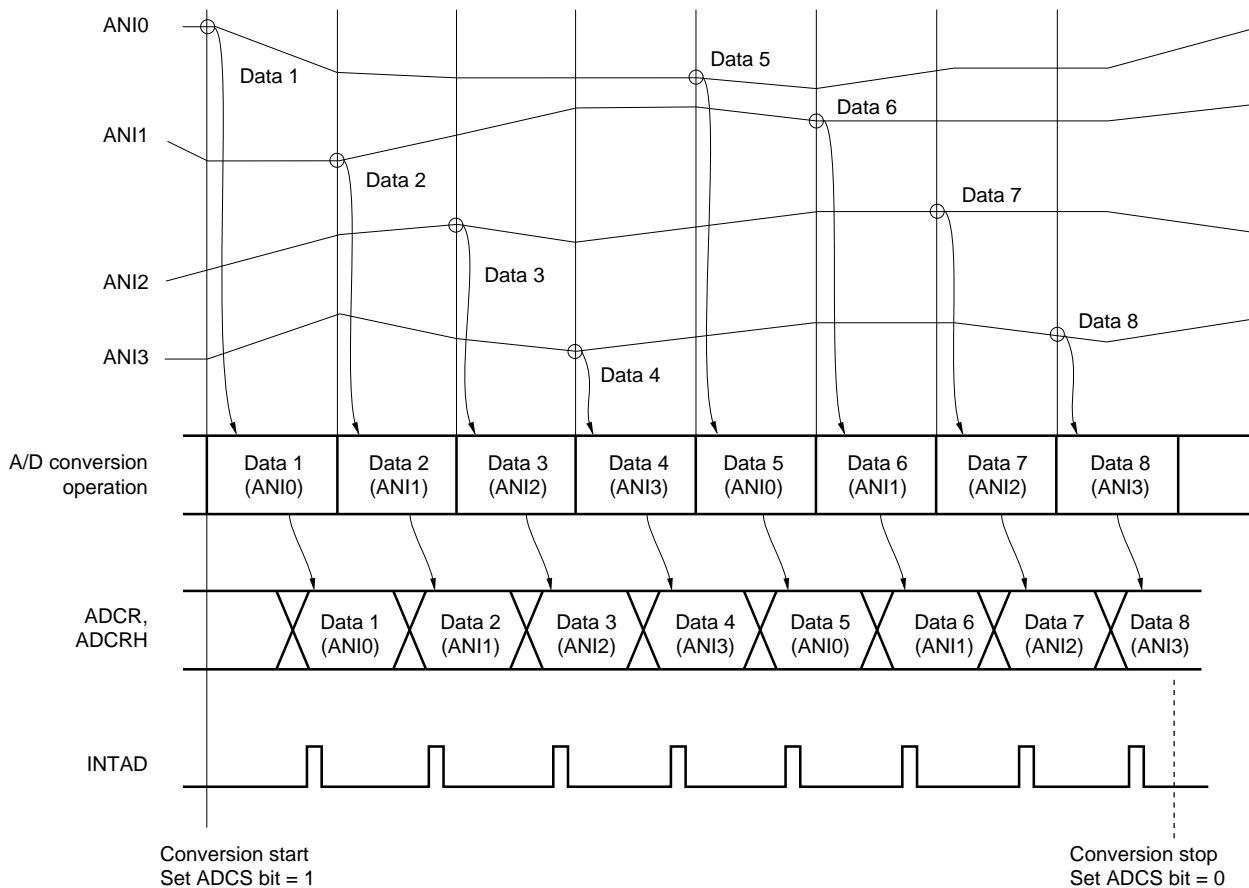 ANI0
Data 1
Data 5
Data 6
ANI1
Data 2
Data 7
ANI2
Data 3
Data 8
ANI3
Data 4
A/D conversion
operation
Data 1
(ANI0)
Data 2
(ANI1)
Data 3
(ANI2)
Data 4
(ANI3)
Data 5
(ANI0)
Data 6
(ANI1)
Data 7
(ANI2)
Data 8
(ANI3)
ADCR,
ADCRH
Data 1
(ANI0)
Data 2
(ANI1)
Data 3
(ANI2)
Data 4
(ANI3)
Data 5
(ANI0)
Data 6
(ANI1)
Data 7
(ANI2)
Data 8
(ANI3)
INTAD
Conversion start
Set ADCS bit = 1
Conversion stop
Set ADCS bit = 0